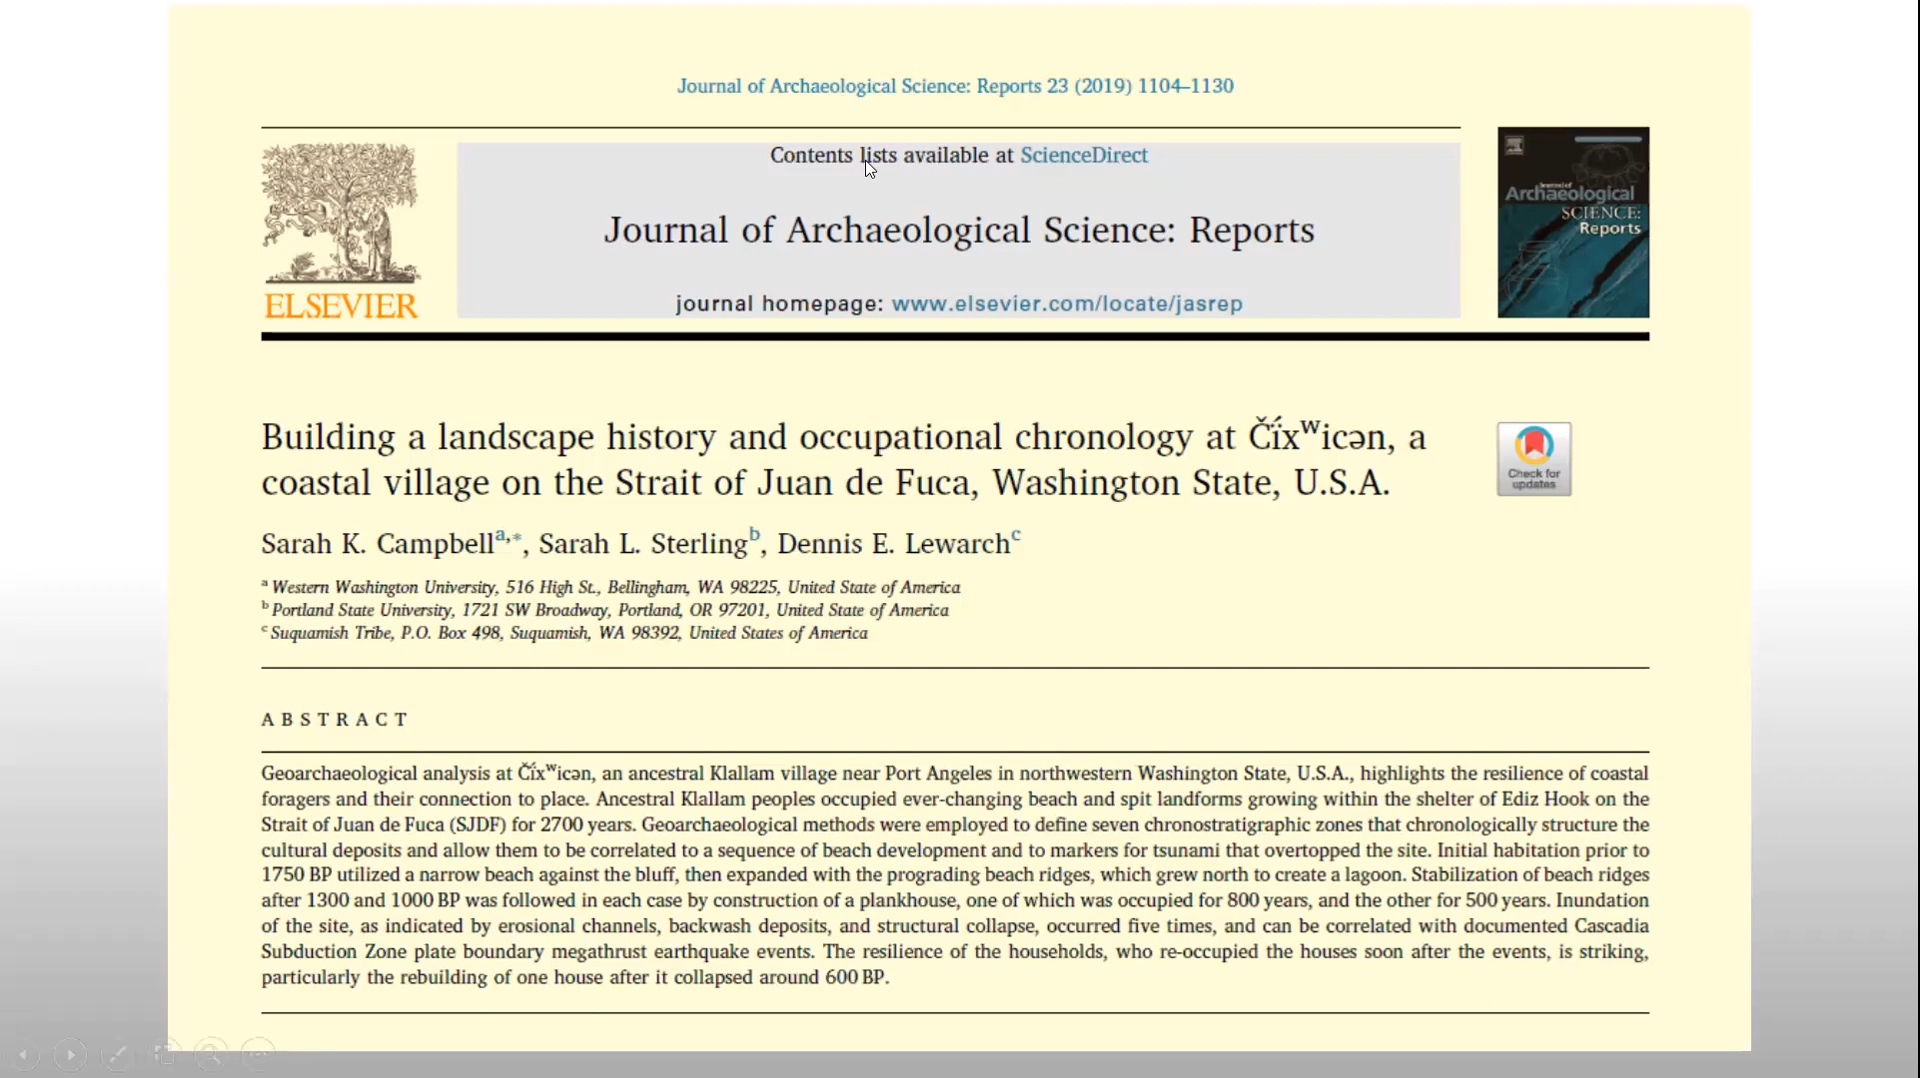 Journal of Archaeological Science: Reports 23 (2019) 1104–1130
Contents lists available at ScienceDirect
Journal of Archaeological Science: Reports
journal homepage: www.elsevier.com/locate/jasrep
ELSEVIER
Journal of
Archaeological
SCIENCE:
Reports
Building a landscape history and occupational chronology at Číxʷicən, a
coastal village on the Strait of Juan de Fuca, Washington State, U.S.A.
Check for
updates
Sarah K. Campbellᵃ,*, Sarah L. Sterlingᵇ, Dennis E. Lewarchᶜ
ᵃ Western Washington University, 516 High St., Bellingham, WA 98225, United State of America
ᵇ Portland State University, 1721 SW Broadway, Portland, OR 97201, United State of America
ᶜ Suquamish Tribe, P.O. Box 498, Suquamish, WA 98392, United States of America
ABSTRACT
Geoarchaeological analysis at Číxʷicən, an ancestral Klallam village near Port Angeles in northwestern Washington State, U.S.A., highlights the resilience of coastal
foragers and their connection to place. Ancestral Klallam peoples occupied ever-changing beach and spit landforms growing within the shelter of Ediz Hook on the
Strait of Juan de Fuca (SJDF) for 2700 years. Geoarchaeological methods were employed to define seven chronostratigraphic zones that chronologically structure the
cultural deposits and allow them to be correlated to a sequence of beach development and to markers for tsunami that overtopped the site. Initial habitation prior to
1750 BP utilized a narrow beach against the bluff, then expanded with the prograding beach ridges, which grew north to create a lagoon. Stabilization of beach ridges
after 1300 and 1000 BP was followed in each case by construction of a plankhouse, one of which was occupied for 800 years, and the other for 500 years. Inundation
of the site, as indicated by erosional channels, backwash deposits, and structural collapse, occurred five times, and can be correlated with documented Cascadia
Subduction Zone plate boundary megathrust earthquake events. The resilience of the households, who re-occupied the houses soon after the events, is striking,
particularly the rebuilding of one house after it collapsed around 600 BP.